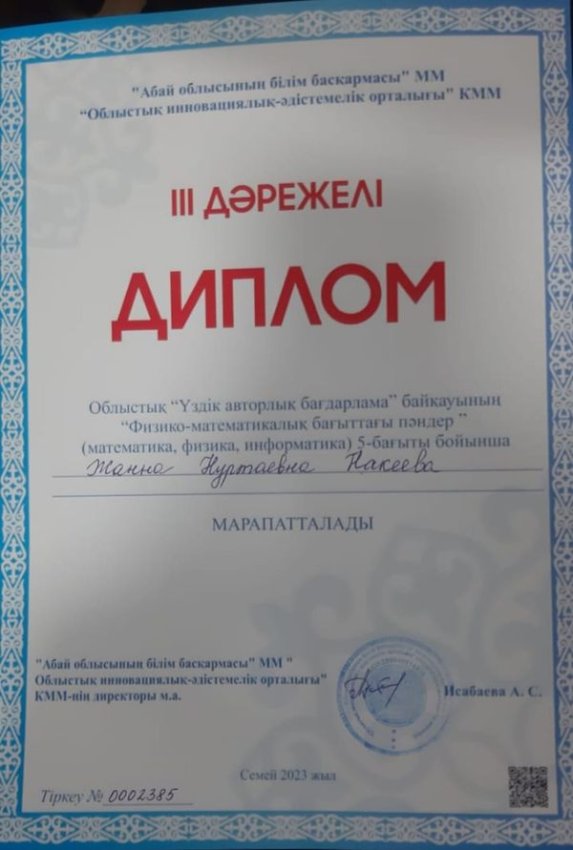 "Абай облысының білім басқармасы" ММ
“Облыстық инновациялық-әдістемелік орталығы” КММ
III ДӘРЕЖЕЛІ
ДИПЛОМ
Облыстық “Үздік авторлық бағдарлама” байқауының
“Физико-математикалық бағыттағы пәндер ”
(математика, физика, информатика) 5-бағыты бойынша
Жанна Нуртаевна Накеева
МАРАПАТТАЛАДЫ
"Абай облысының білім басқармасы" ММ "
Облыстық инновациялық-әдістемелік орталығы"
КММ-нің директоры м.а.
Исабаева А. С.
Семей 2023 жыл
Тіркеу № 0002385